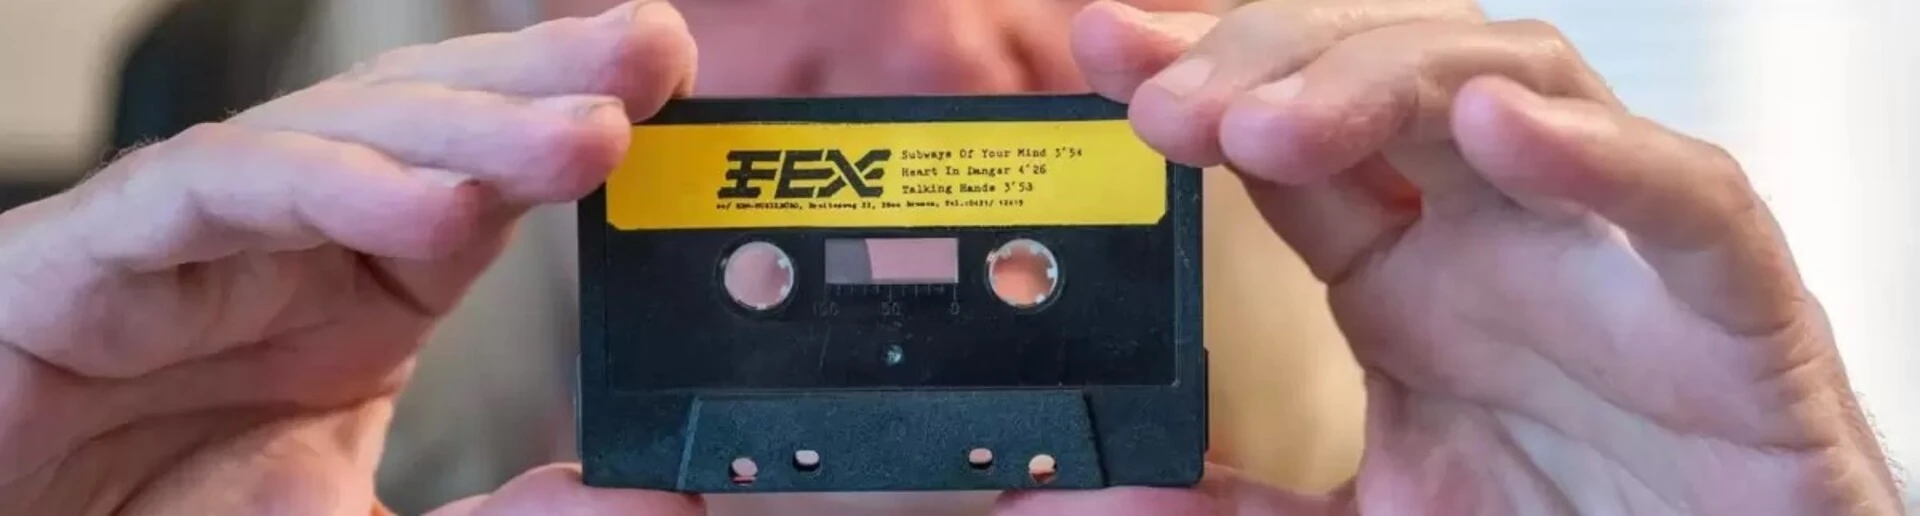 FEX
Subways Of Your Mind 3'54
Heart In Danger 4'26
Talking Hands 3'53
100 50 0